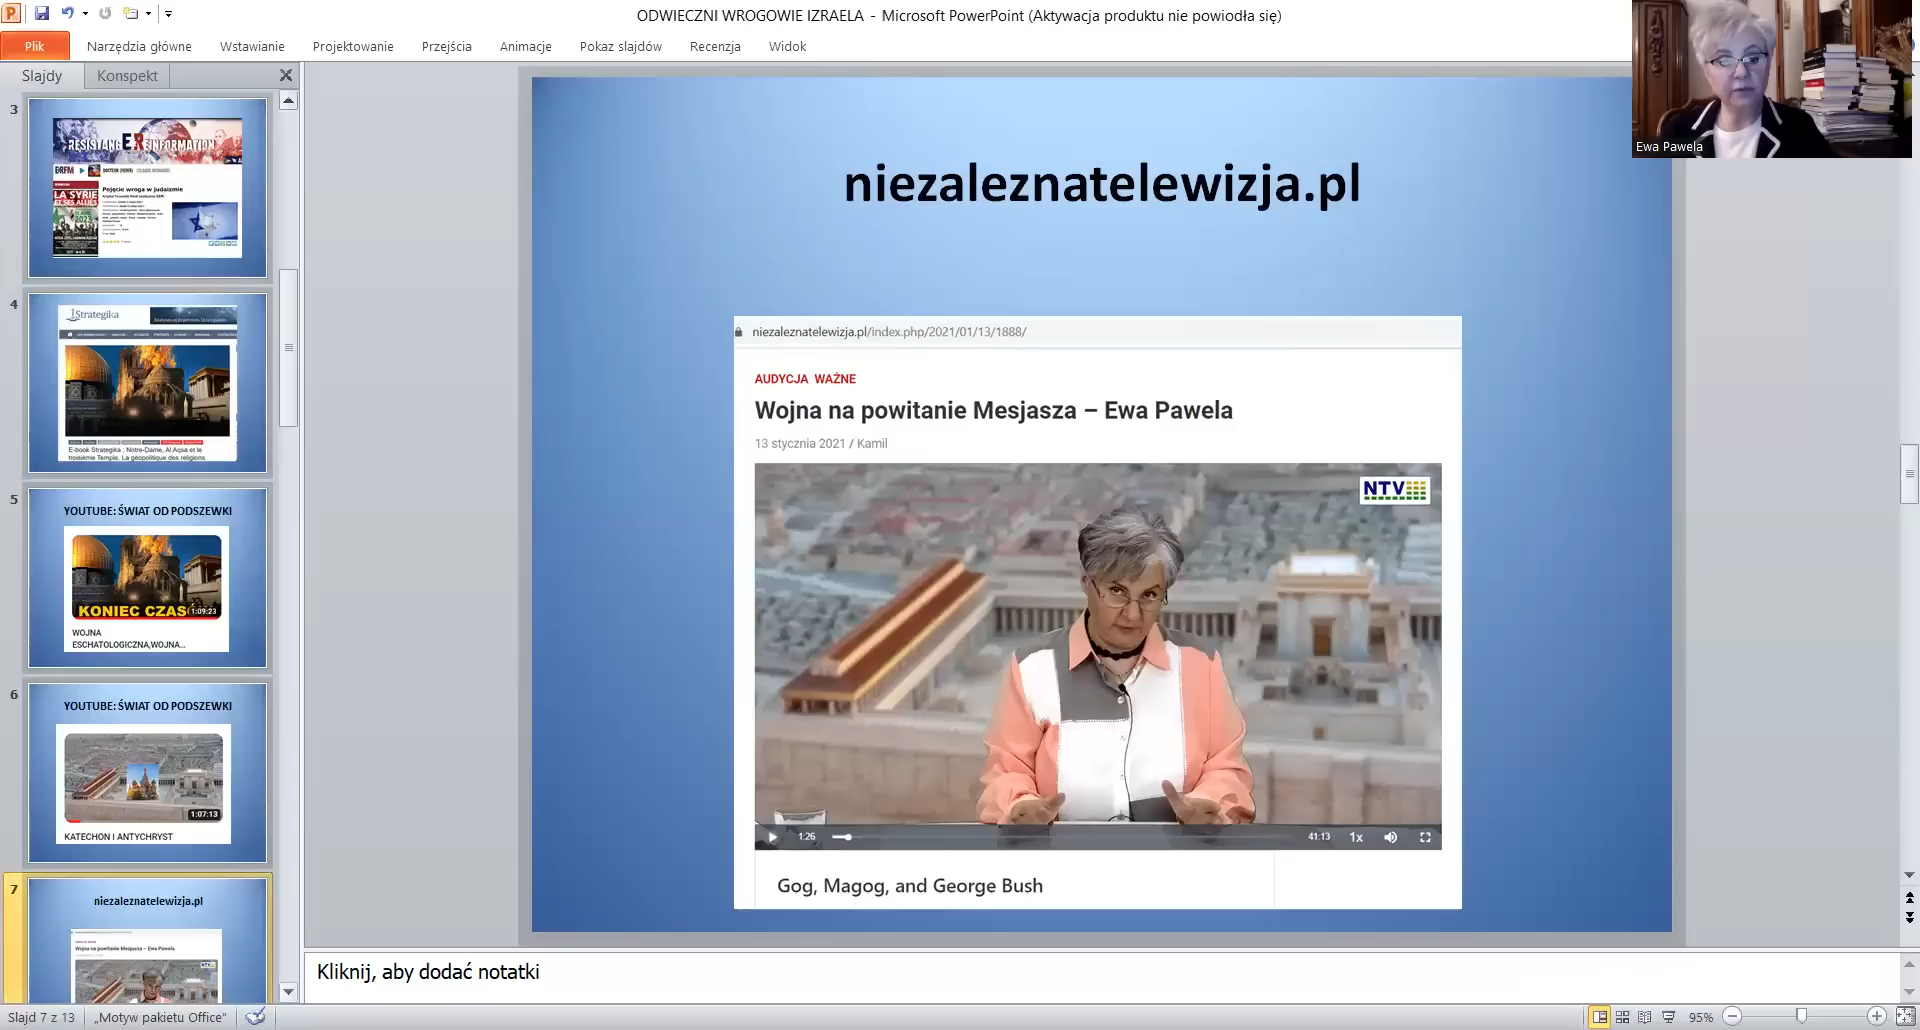 ODWIECZNI WROGOWIE IZRAELA - Microsoft PowerPoint (Aktywacja produktu nie powiodła się)
Plik
Narzędzia główne
Wstawianie
Projektowanie
Przejścia
Animacje
Pokaz slajdów
Recenzja
Widok
Ewa Pawela
Slajdy
Konspekt
3
Pojęcie wroga w judaizmie
LA SYRIE
4
Strategika
E-book Strategika : Notre-Dame, Al Aqsa et le
troisième Temple. La géopolitique des religions
5
YOUTUBE: ŚWIAT OD PODSZEWKI
KONIEC CZAS
1:09:23
WOJNA
ESCHATOLOGICZNA,WOJNA...
6
YOUTUBE: ŚWIAT OD PODSZEWKI
1:07:13
KATECHON I ANTYCHRYST
7
niezaleznatelewizja.pl
Wojna na powitanie Mesjasza – Ewa Pawela
niezaleznatelewizja.pl
niezaleznatelewizja.pl/index.php/2021/01/13/1888/
AUDYCJA WAŻNE
Wojna na powitanie Mesjasza – Ewa Pawela
13 stycznia 2021 / Kamil
NTV
1:26
41:13
1x
Gog, Magog, and George Bush
Kliknij, aby dodać notatki
Slajd 7 z 13
„Motyw pakietu Office"
95%